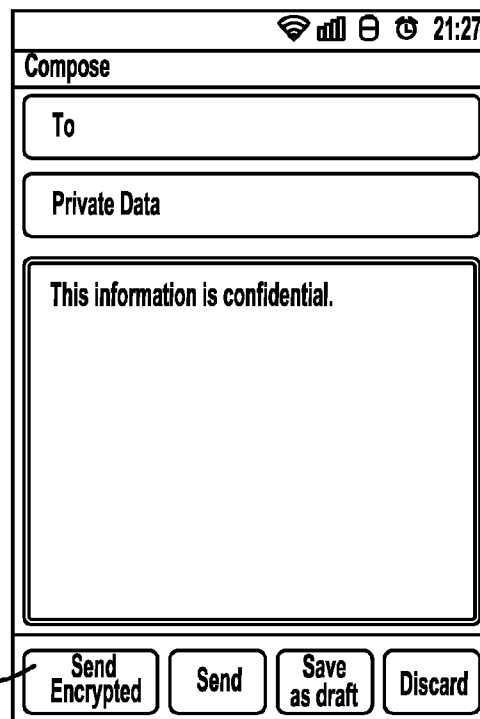 21:27
Compose
To
Private Data
This information is confidential.
Send
Encrypted
Send
Save
as draft
Discard